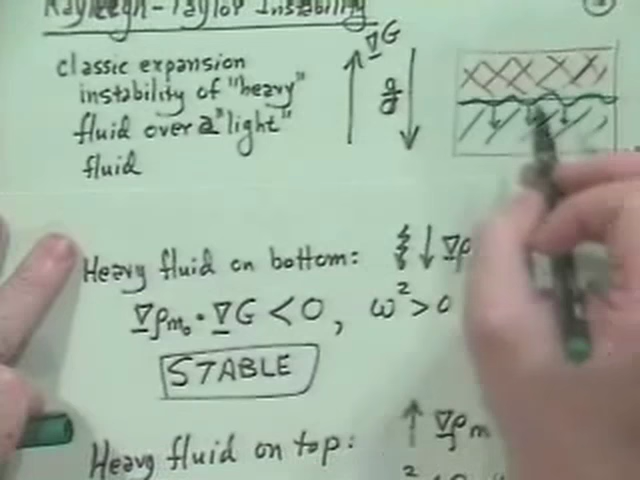 Rayleigh-Taylor Instability
classic expansion
instability of "heavy"
fluid over a "light"
fluid
∇G
g
Heavy fluid on bottom: ↓ ∇ρ
∇ρm₀ · ∇G < 0, ω² > 0
STABLE
Heavy fluid on top: ↑ ∇ρm